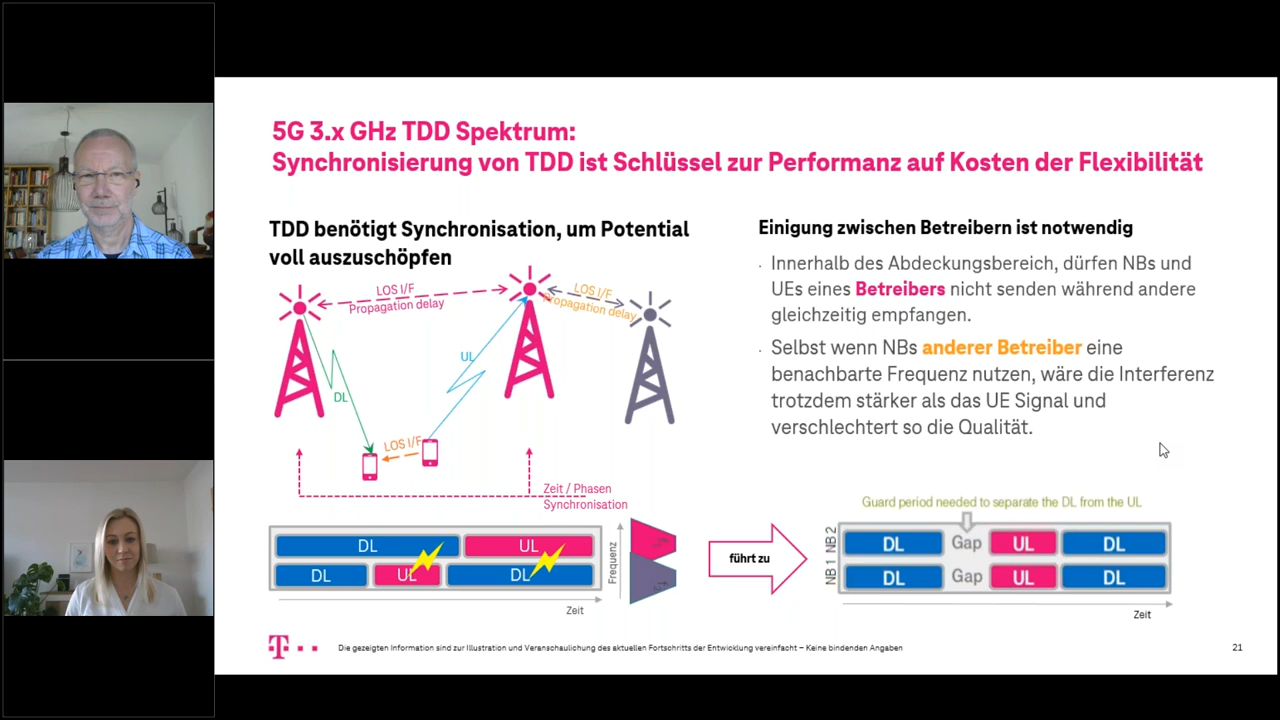 5G 3.x GHz TDD Spektrum:
Synchronisierung von TDD ist Schlüssel zur Performanz auf Kosten der Flexibilität
TDD benötigt Synchronisation, um Potential
voll auszuschöpfen
LOS I/F
Propagation delay
LOS I/F
Propagation delay
UL
DL
LOS I/F
Zeit / Phasen
Synchronisation
DL
UL
DL
UL
DL
Frequenz
Zeit
Einigung zwischen Betreibern ist notwendig
· Innerhalb des Abdeckungsbereich, dürfen NBs und
UEs eines Betreibers nicht senden während andere
gleichzeitig empfangen.
· Selbst wenn NBs anderer Betreiber eine
benachbarte Frequenz nutzen, wäre die Interferenz
trotzdem stärker als das UE Signal und
verschlechtert so die Qualität.
führt zu
Guard period needed to separate the DL from the UL
NB 2
DL Gap UL DL
NB 1
DL Gap UL DL
Zeit
T
Die gezeigten Information sind zur Illustration und Veranschaulichung des aktuellen Fortschritts der Entwicklung vereinfacht – Keine bindenden Angaben
21